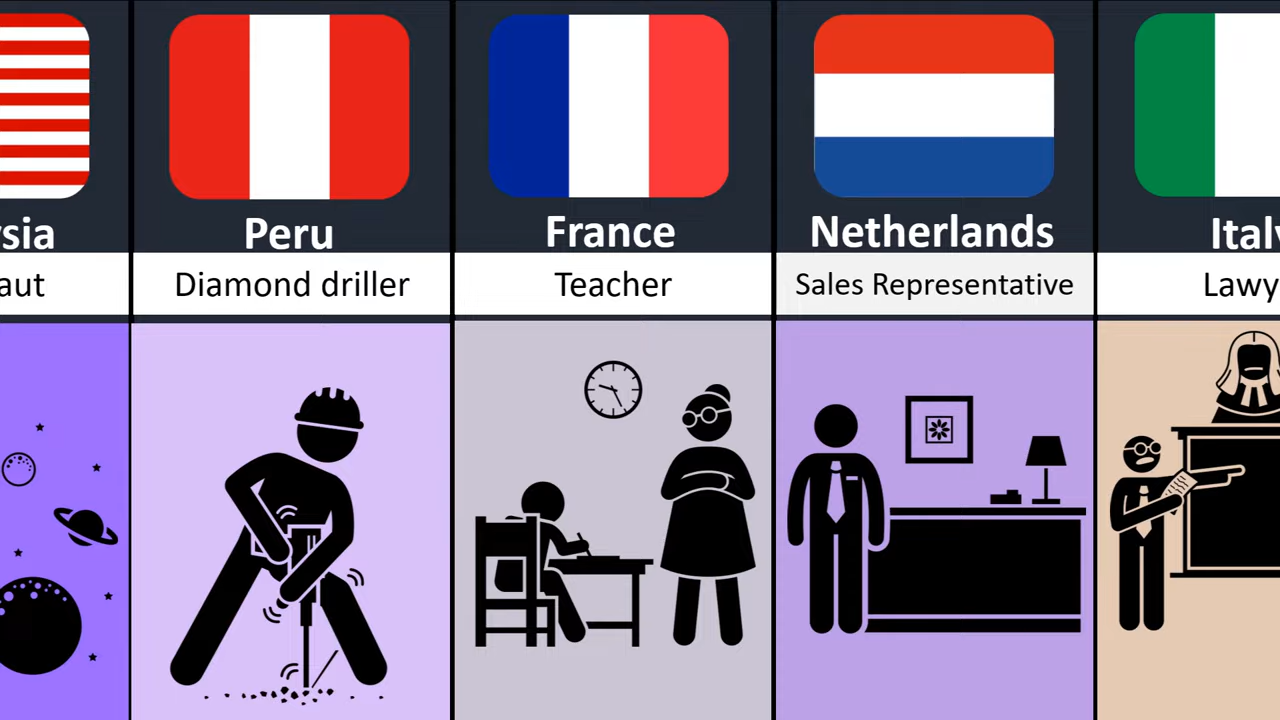 Peru
France
Netherlands
Diamond driller
Teacher
Sales Representative